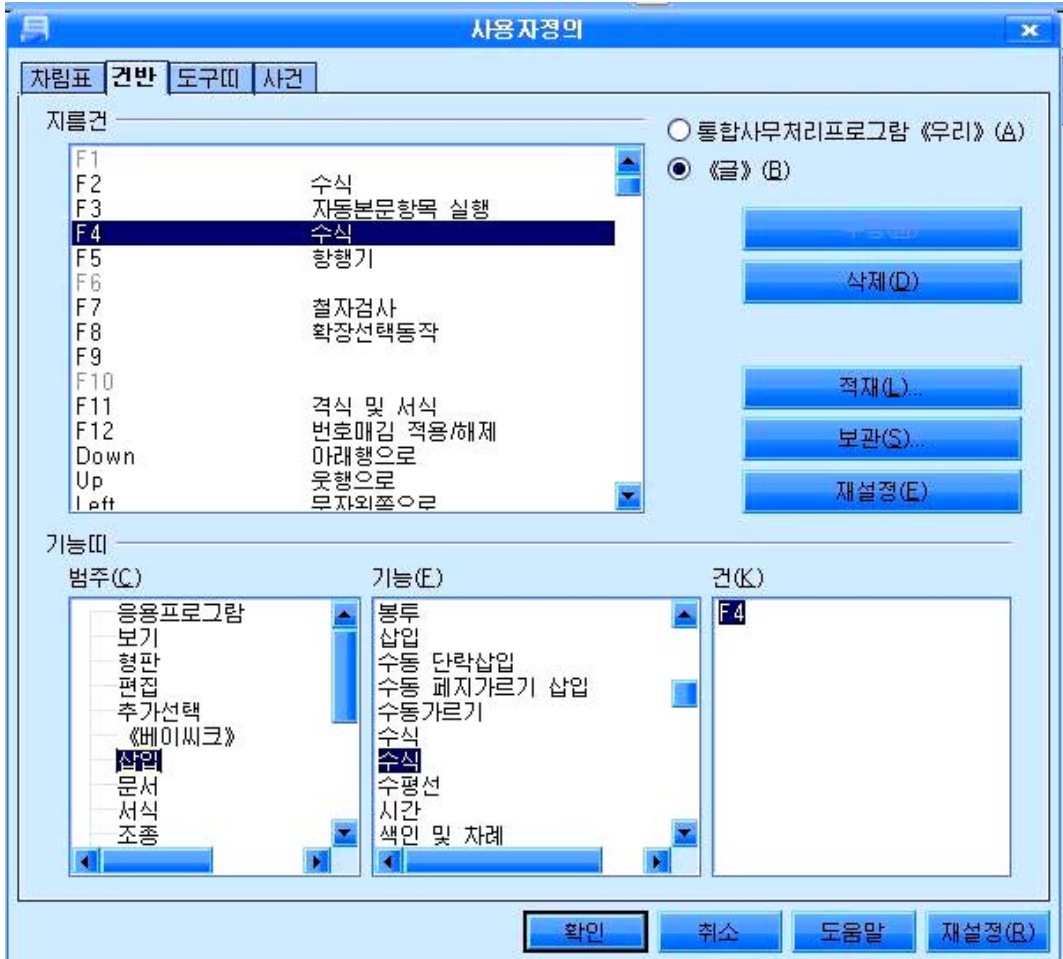 사용자정의
차림표 건반 도구띠 사건
지름건
통합사무처리프로그람 《우리》 (A)
《글》 (B)
F1
F2 수식
F3 자동본문항목 실행
F4 수식
F5 항행기
F6
F7 철자검사
F8 확장선택동작
F9
F10
F11 격식 및 서식
F12 번호매김 적용/해제
Down 아래행으로
Up 웃행으로
Left 문자왼쪽으로
삭제(D)
적재(L)...
보관(S)...
재설정(E)
기능띠
범주(C)
응용프로그람
보기
형판
편집
추가선택
《베이씨크》
삽입
문서
서식
조종
기능(F)
봉투
삽입
수동 단락삽입
수동 페지가르기 삽입
수동가르기
수식
수식
수평선
시간
색인 및 차례
건(K)
F4
확인 취소 도움말 재설정(R)